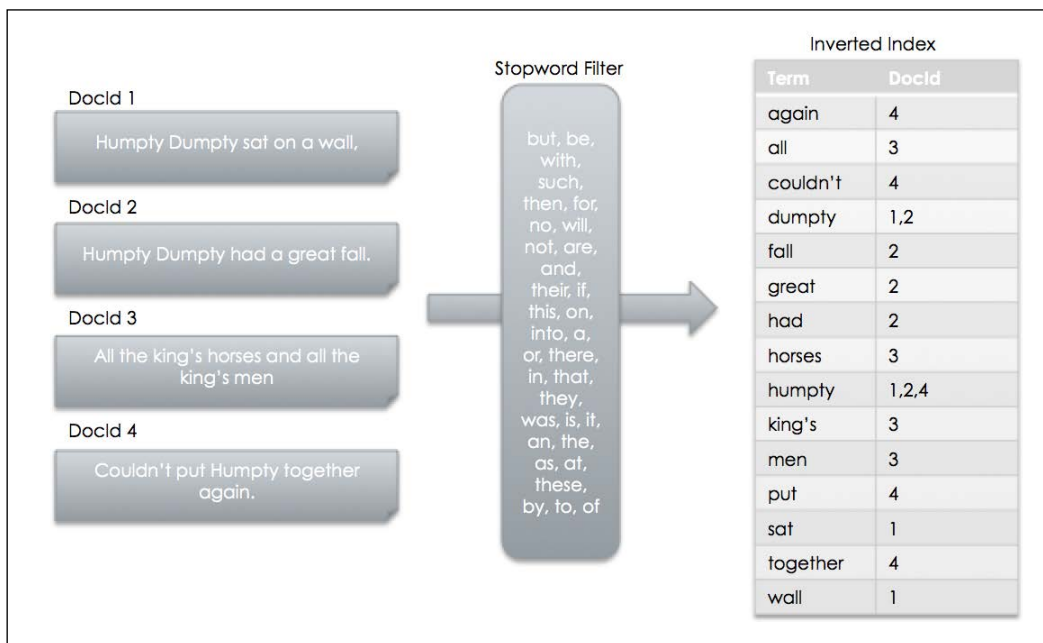 DocId 1
Humpty Dumpty sat on a wall,
DocId 2
Humpty Dumpty had a great fall.
DocId 3
All the king's horses and all the
king's men
DocId 4
Couldn't put Humpty together
again.
Stopword Filter
but, be,
with,
such,
then, for,
no, will,
not, are,
and,
their, if,
this, on,
into, a,
or, there,
in, that,
they,
was, is, it,
an, the,
as, at,
these,
by, to, of
Inverted Index
Term DocId
again 4
all 3
couldn't 4
dumpty 1,2
fall 2
great 2
had 2
horses 3
humpty 1,2,4
king's 3
men 3
put 4
sat 1
together 4
wall 1